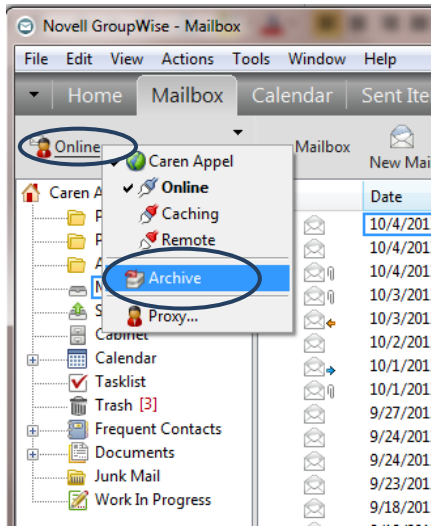 Novell GroupWise - Mailbox
File Edit View Actions Tools Window Help
Home Mailbox Calendar Sent Ite
Online
Mailbox
New Mai
Caren Appel
Online
Caching
Remote
Archive
Proxy...
Caren A
P
P
A
M
S
Cabinet
Calendar
Tasklist
Trash [3]
Frequent Contacts
Documents
Junk Mail
Work In Progress
Date
10/4/201
10/4/201
10/4/201
10/3/201
10/3/201
10/2/201
10/1/201
10/1/201
9/27/201
9/24/201
9/24/201
9/23/201
9/18/201